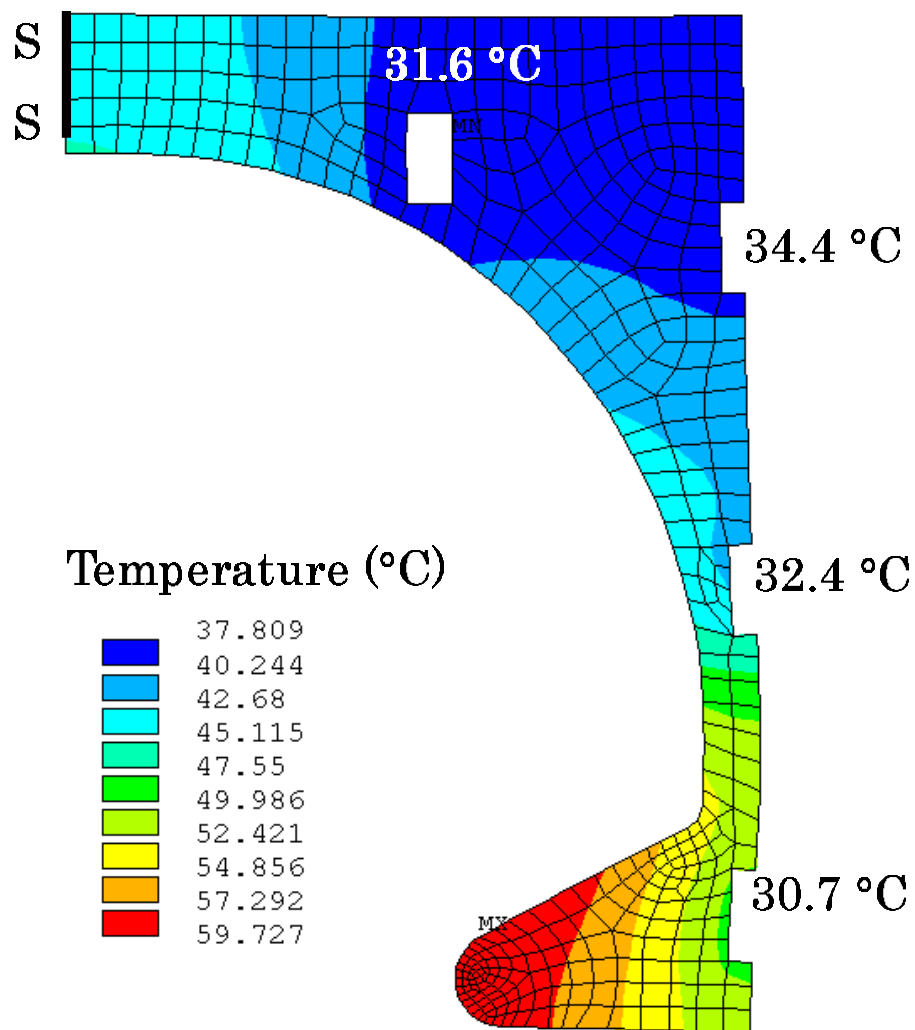 S
31.6 °C
S
MN
34.4 °C
Temperature (°C)
32.4 °C
37.809
40.244
42.68
45.115
47.55
49.986
52.421
54.856
57.292
59.727
30.7 °C
MX